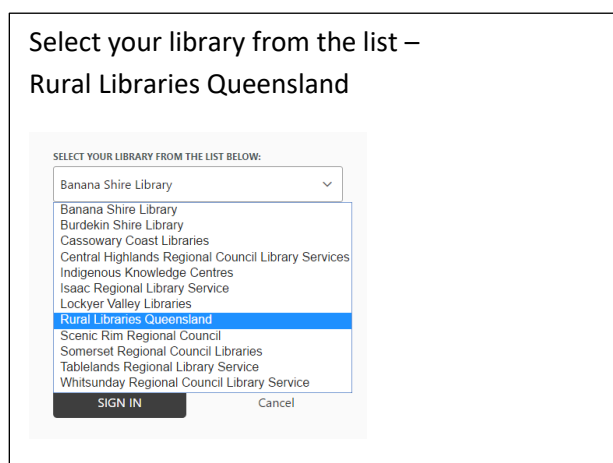 Select your library from the list –
Rural Libraries Queensland
SELECT YOUR LIBRARY FROM THE LIST BELOW:
Banana Shire Library
Banana Shire Library
Burdekin Shire Library
Cassowary Coast Libraries
Central Highlands Regional Council Library Services
Indigenous Knowledge Centres
Isaac Regional Library Service
Lockyer Valley Libraries
Rural Libraries Queensland
Scenic Rim Regional Council
Somerset Regional Council Libraries
Tablelands Regional Library Service
Whitsunday Regional Council Library Service
SIGN IN Cancel